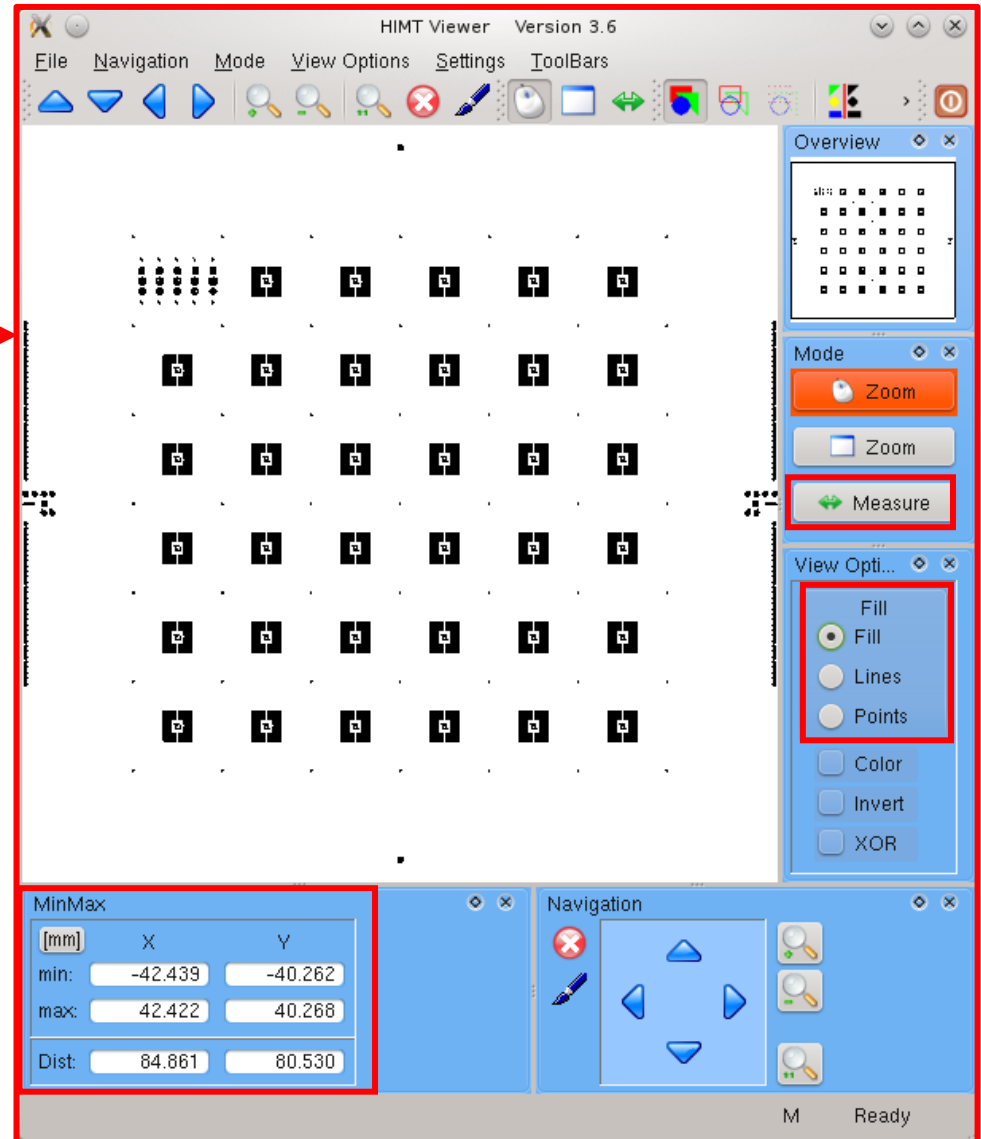 HIMT Viewer Version 3.6
File Navigation Mode View Options Settings ToolBars
Overview
Mode
Zoom
Zoom
Measure
View Opti...
Fill
Fill
Lines
Points
Color
Invert
XOR
MinMax
[mm] X Y
min: -42.439 -40.262
max: 42.422 40.268
Dist: 84.861 80.530
Navigation
M Ready